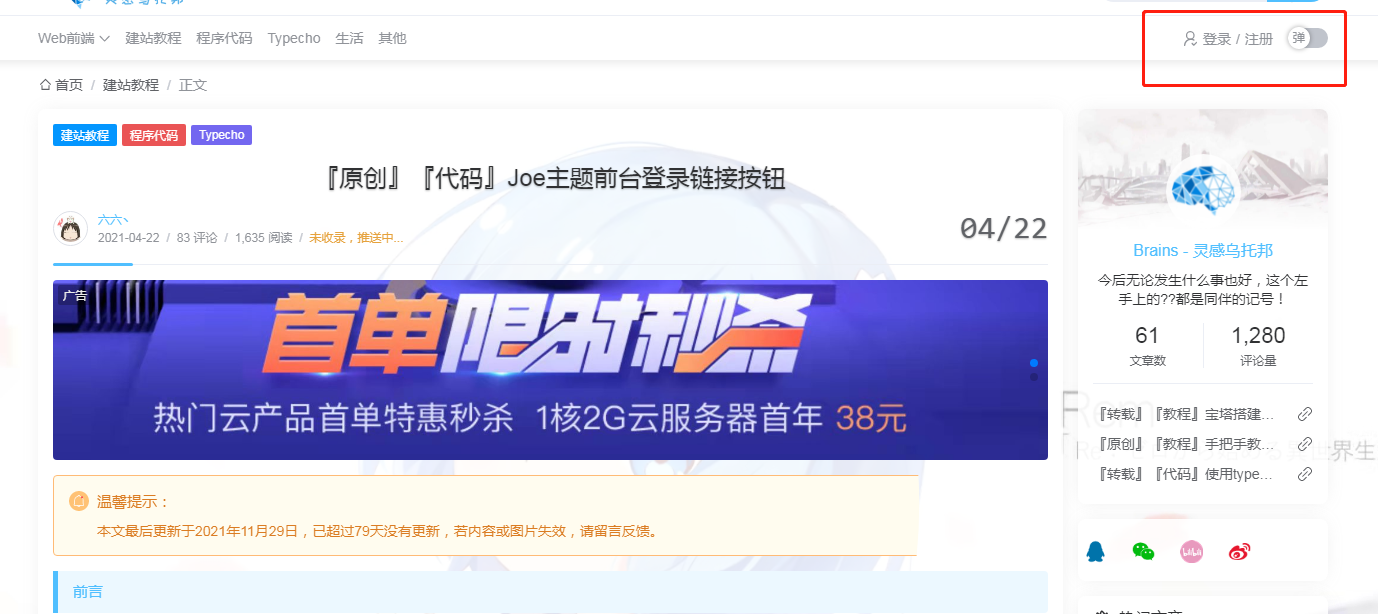 Web前端 建站教程 程序代码 Typecho 生活 其他
登录 / 注册 弹
首页 / 建站教程 / 正文
建站教程 程序代码 Typecho
『原创』『代码』Joe主题前台登录链接按钮
六六丶
2021-04-22 / 83 评论 / 1,635 阅读 / 未收录，推送中...
04/22
广告
首单限时秒杀
热门云产品首单特惠秒杀 1核2G云服务器首年 38元
温馨提示：
本文最后更新于2021年11月29日，已超过79天没有更新，若内容或图片失效，请留言反馈。
前言
Brains - 灵感乌托邦
今后无论发生什么事也好，这个左
手上的??都是同伴的记号！
61 1,280
文章数 评论量
『转载』『教程』宝塔搭建...
『原创』『教程』手把手教...
『转载』『代码』使用type...
Rem
世界生
bilibili